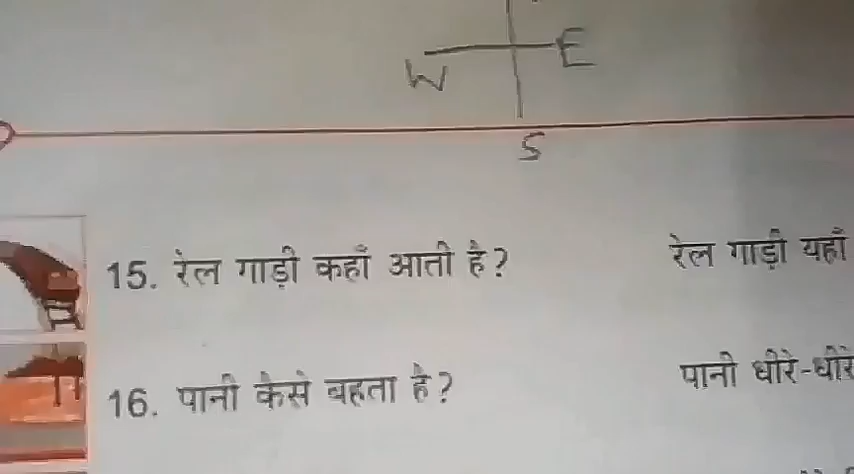 E
W
S
15. रेल गाड़ी कहाँ आती है? रेल गाड़ी यहाँ
16. पानी कैसे बहता है? पानी धीरे-धीरे